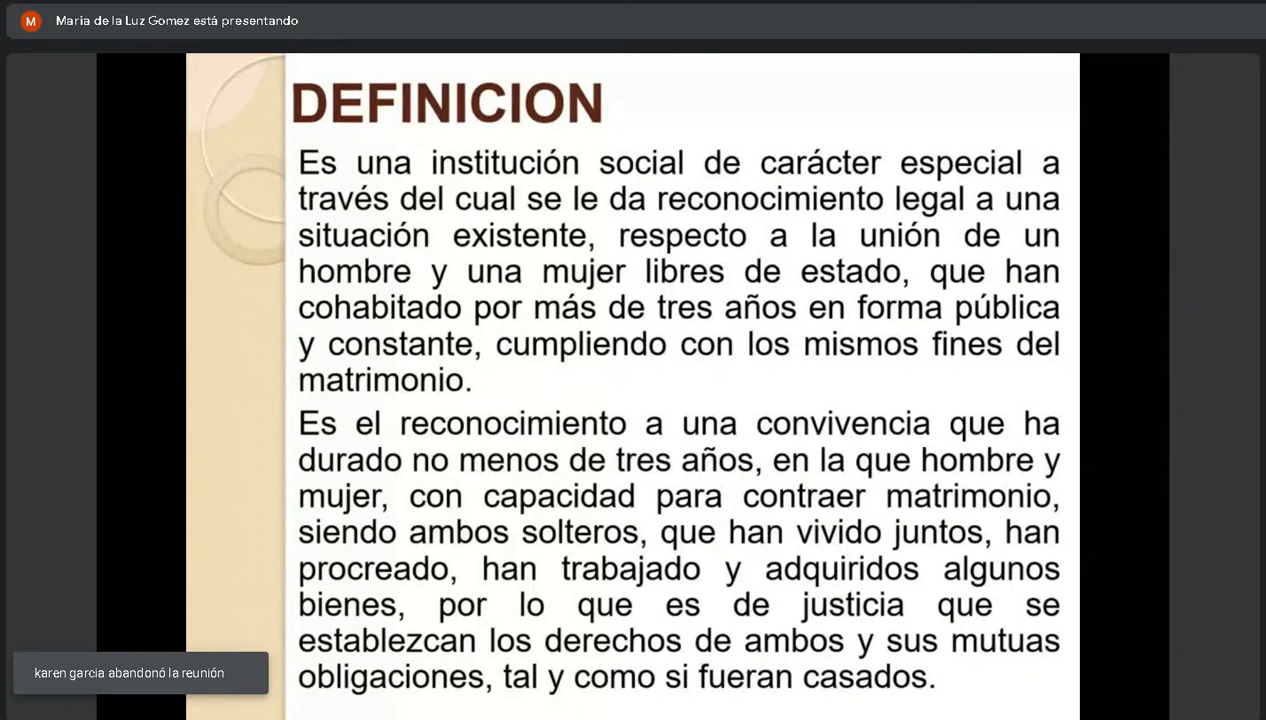 M María de la Luz Gomez está presentando
DEFINICION
Es una institución social de carácter especial a
través del cual se le da reconocimiento legal a una
situación existente, respecto a la unión de un
hombre y una mujer libres de estado, que han
cohabitado por más de tres años en forma pública
y constante, cumpliendo con los mismos fines del
matrimonio.
Es el reconocimiento a una convivencia que ha
durado no menos de tres años, en la que hombre y
mujer, con capacidad para contraer matrimonio,
siendo ambos solteros, que han vivido juntos, han
procreado, han trabajado y adquiridos algunos
bienes, por lo que es de justicia que se
establezcan los derechos de ambos y sus mutuas
obligaciones, tal y como si fueran casados.
karen garcia abandonó la reunión